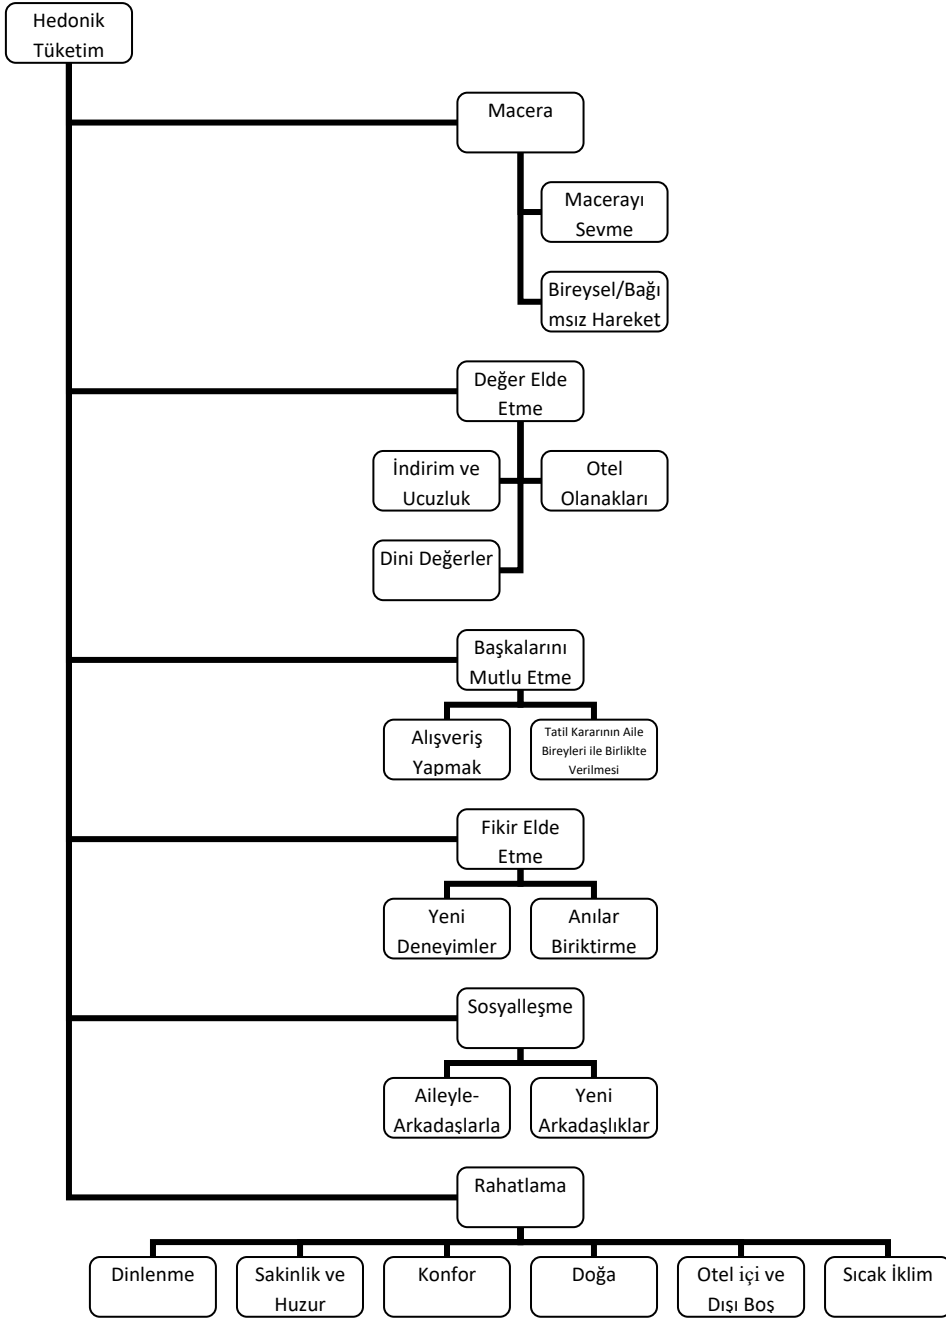 Hedonik
Tüketim
Macera
Macerayı
Sevme
Bireysel/Bağı
msız Hareket
Değer Elde
Etme
İndirim ve
Ucuzluk
Otel
Olanakları
Dini Değerler
Başkalarını
Mutlu Etme
Alışveriş
Yapmak
Tatil Kararının Aile
Bireyleri ile Birliklte
Verilmesi
Fikir Elde
Etme
Yeni
Deneyimler
Anılar
Biriktirme
Sosyalleşme
Aileyle-
Arkadaşlarla
Yeni
Arkadaşlıklar
Rahatlama
Dinlenme
Sakinlik ve
Huzur
Konfor
Doğa
Otel içi ve
Dışı Boş
Sıcak İklim